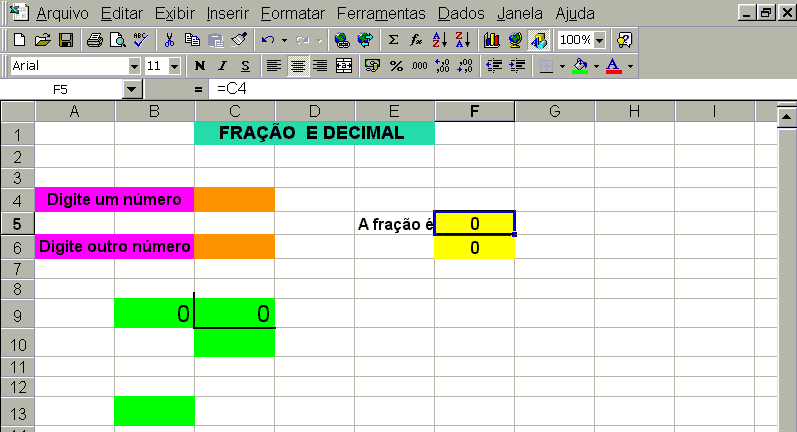 Arquivo Editar Exibir Inserir Formatar Ferramentas Dados Janela Ajuda
100%
Arial 11 N I S % 000
F5 = =C4
A B C D E F G H I
1 FRAÇÃO E DECIMAL
2
3
4 Digite um número
5 A fração é 0
6 Digite outro número 0
7
8
9 0 0
10
11
12
13